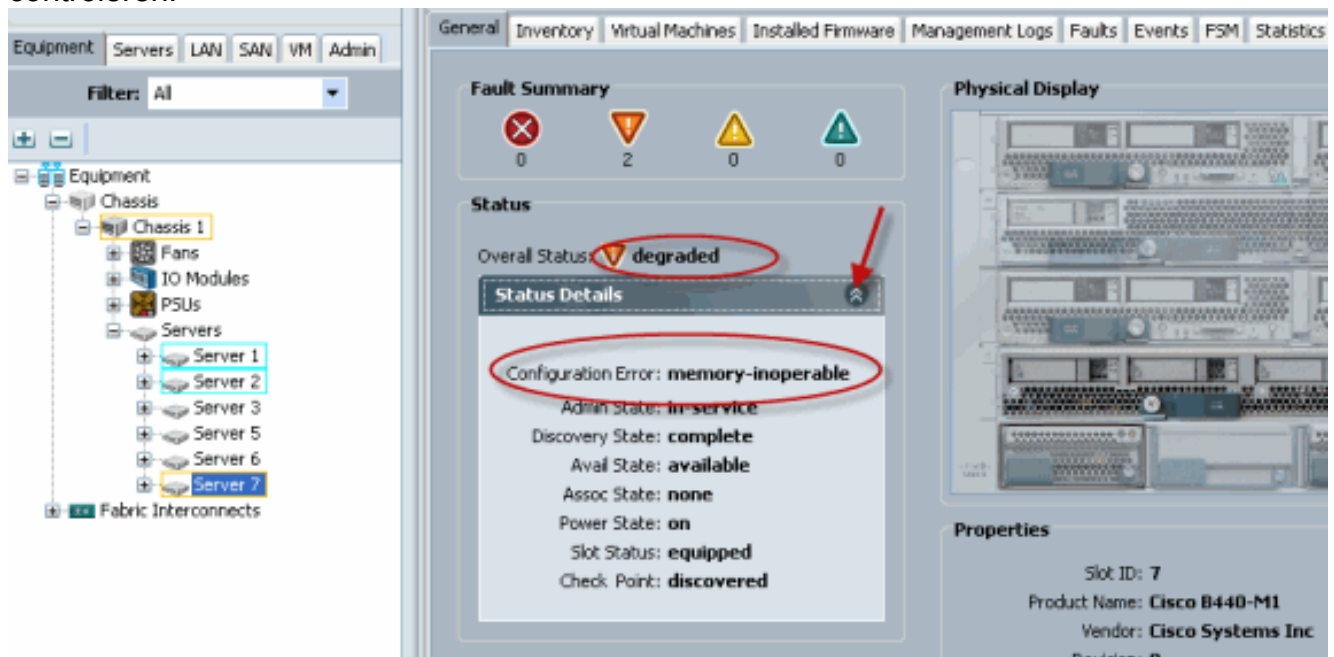 controleren.
Equipment Servers LAN SAN VM Admin
Filter: All
Equipment
Chassis
Chassis 1
Fans
IO Modules
PSUs
Servers
Server 1
Server 2
Server 3
Server 5
Server 6
Server 7
Fabric Interconnects
General Inventory Virtual Machines Installed Firmware Management Logs Faults Events FSM Statistics
Fault Summary
0 2 0 0
Status
Overall Status: degraded
Status Details
Configuration Error: memory-inoperable
Admin State: in-service
Discovery State: complete
Avail State: available
Assoc State: none
Power State: on
Slot Status: equipped
Check Point: discovered
Physical Display
Properties
Slot ID: 7
Product Name: Cisco B440-M1
Vendor: Cisco Systems Inc